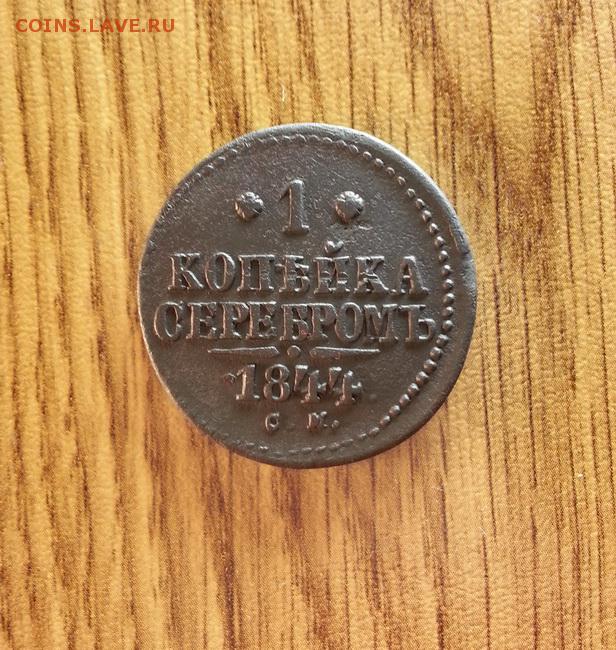 COINS.LAVE.RU
1
КОПѢЙКА
СЕРЕБРОМЪ
1844
С М.